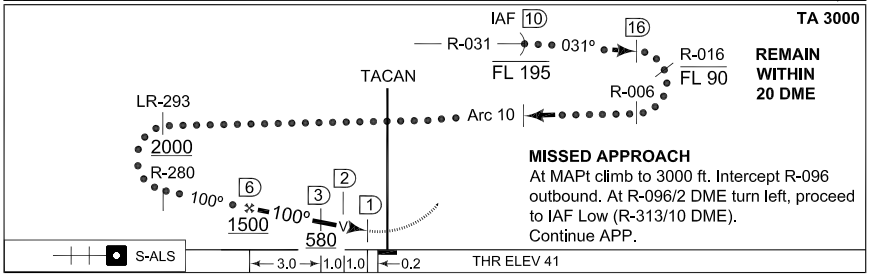 IAF 10
TA 3000
16
R-031
031º
R-016
FL 195
FL 90
REMAIN
WITHIN
20 DME
TACAN
R-006
LR-293
Arc 10
2000
R-280
100º
6
1500
100º
3
2
1
580
V
MISSED APPROACH
At MAPt climb to 3000 ft. Intercept R-096
outbound. At R-096/2 DME turn left, proceed
to IAF Low (R-313/10 DME).
Continue APP.
S-ALS
3.0
1.0
1.0
0.2
THR ELEV 41